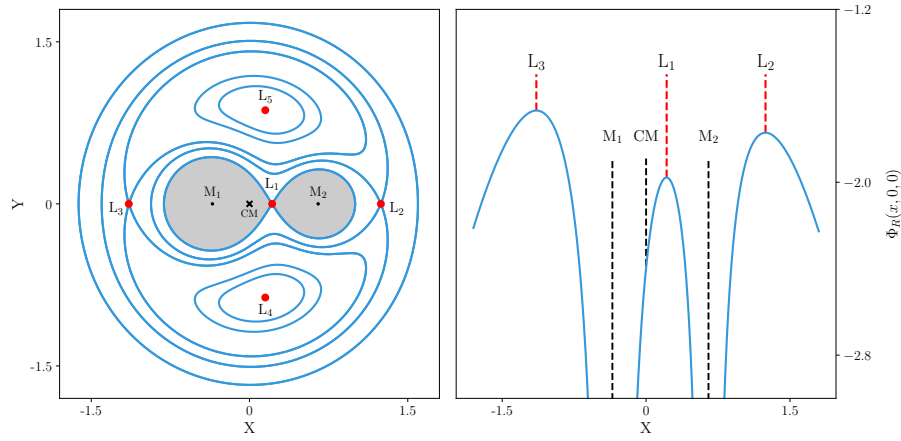 1.5
0
-1.5
Y
-1.5
0
1.5
X
L₅
M₁
M₂
L₁
L₃
L₂
CM
L₄
-1.2
-2.0
-2.8
Φ_R(x, 0, 0)
L₃
L₁
L₂
M₁
CM
M₂
-1.5
0
1.5
X